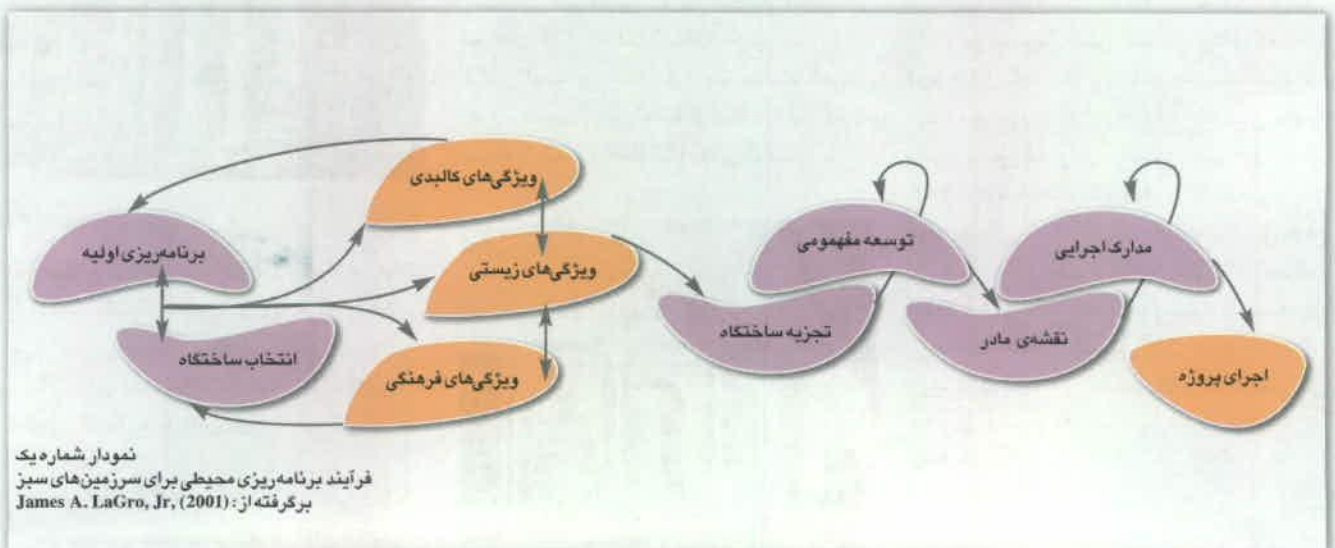 ویژگی‌های کالبدی
برنامه‌ریزی اولیه
ویژگی‌های زیستی
انتخاب ساختگاه
ویژگی‌های فرهنگی
توسعه مفهومی
تجزیه ساختگاه
مدارک اجرایی
نقشه‌ی مادر
اجرای پروژه
نمودار شماره یک
فرآیند برنامه‌ریزی محیطی برای سرزمین‌های سبز
برگرفته از: James A. LaGro, Jr, (2001)